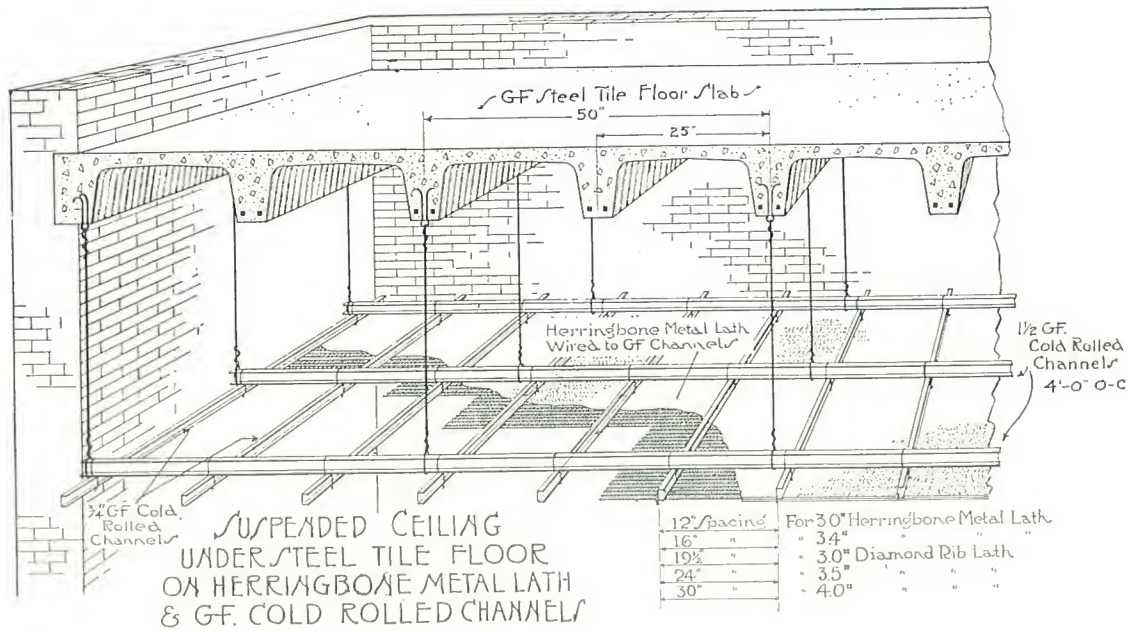 GF Steel Tile Floor Slab
50"
25"
Herringbone Metal Lath
Wired to GF Channels
1½ GF.
Cold Rolled
Channels
4'-0" O-C
¾" GF Cold
Rolled
Channels
SUSPENDED CEILING
UNDER STEEL TILE FLOOR
ON HERRINGBONE METAL LATH
& GF. COLD ROLLED CHANNELS
12" Spacing For 3.0# Herringbone Metal Lath
16" " " 3.4# " " "
19½ " " 3.0# Diamond Rib Lath
24" " " 3.5# " " "
30" " " 4.0# " " "